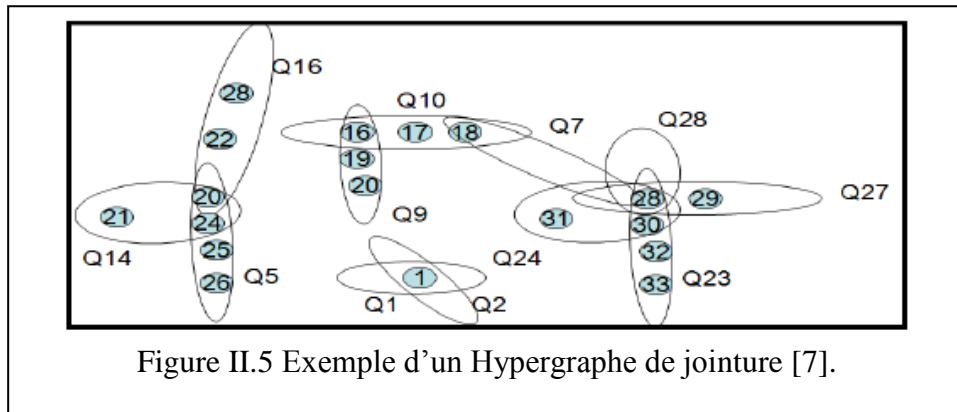 Q16
28
Q10
22
16 17 18
Q7
Q28
19
20
20
28 29
Q27
21
24
31
30
Q9
Q14
25
Q5
Q24
32
26
1
33
Q23
Q1
Q2
Figure II.5 Exemple d’un Hypergraphe de jointure [7].